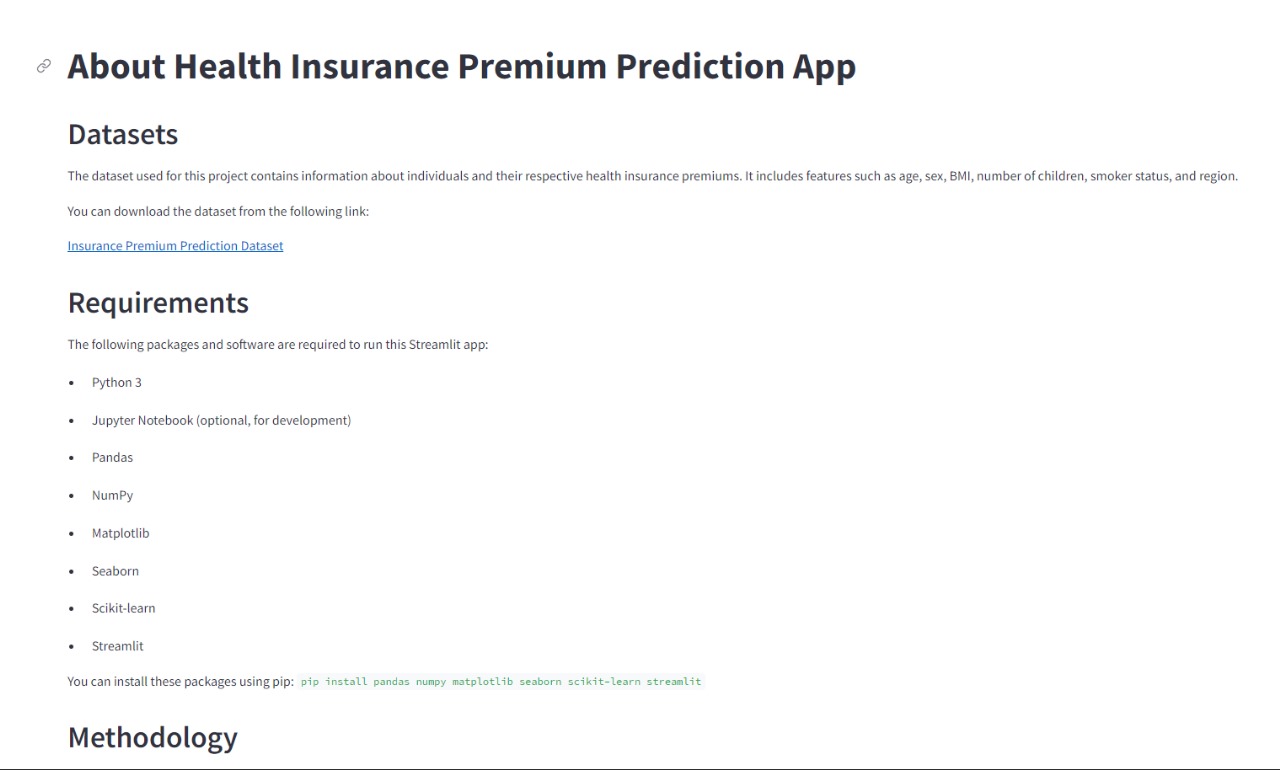 About Health Insurance Premium Prediction App
Datasets
The dataset used for this project contains information about individuals and their respective health insurance premiums. It includes features such as age, sex, BMI, number of children, smoker status, and region.
You can download the dataset from the following link:
Insurance Premium Prediction Dataset
Requirements
The following packages and software are required to run this Streamlit app:
• Python 3
• Jupyter Notebook (optional, for development)
• Pandas
• NumPy
• Matplotlib
• Seaborn
• Scikit-learn
• Streamlit
You can install these packages using pip: pip install pandas numpy matplotlib seaborn scikit-learn streamlit
Methodology